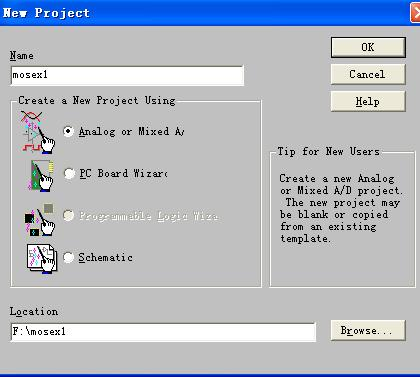 New Project
Name
mosex1
OK
Cancel
Help
Create a New Project Using
Analog or Mixed A/
PC Board Wizard
Programmable Logic Wiza
Schematic
Tip for New Users
Create a new Analog
or Mixed A/D project.
The new project may
be blank or copied
from an existing
template.
Location
F:\mosex1
Browse...